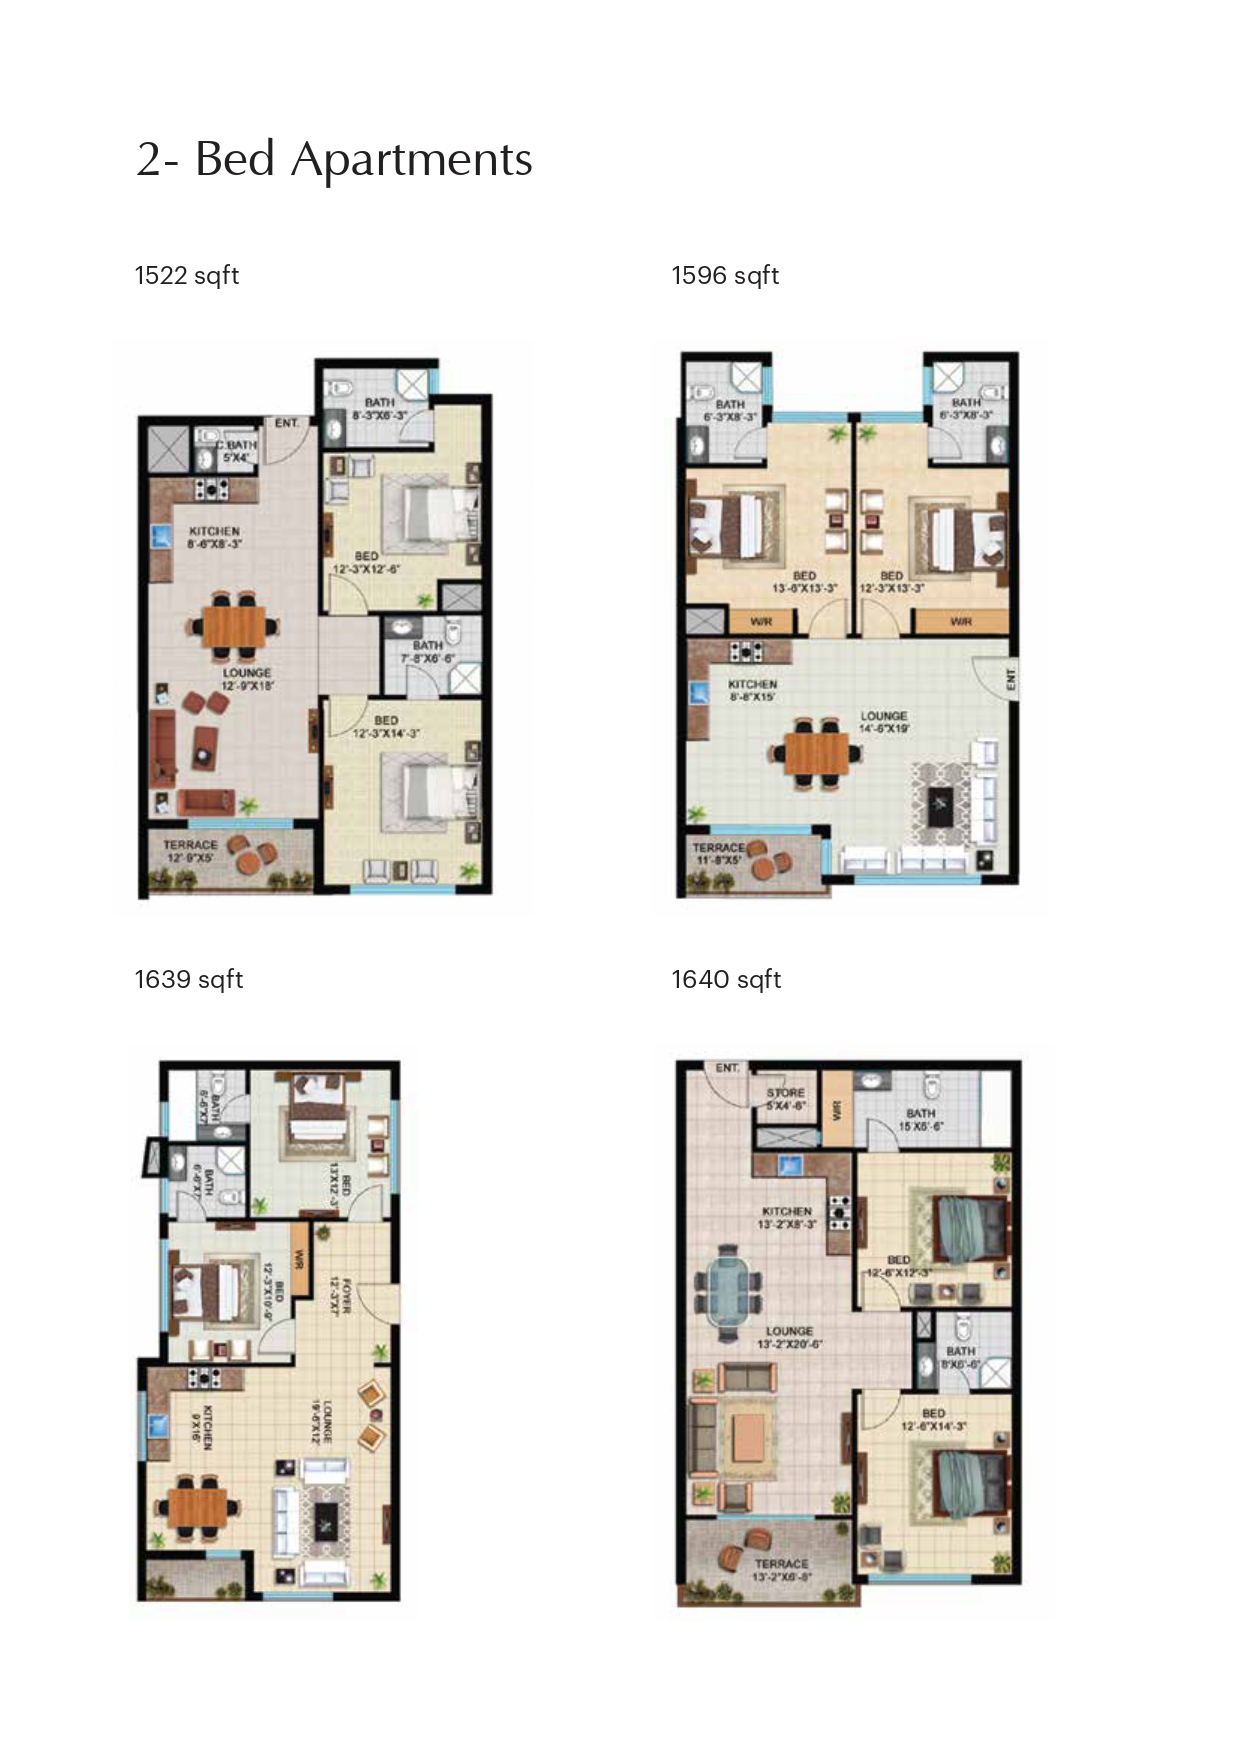 2- Bed Apartments
1522 sqft
1596 sqft
BATH
8'-3"X6'-3"
ENT.
C.BATH
5'X4'
KITCHEN
8'-6"X8'-3"
BED
12'-3"X12'-6"
BATH
7'-8"X6'-6"
LOUNGE
12'-9"X18'
BED
12'-3"X14'-3"
TERRACE
12'-9"X5'
BATH
6'-3"X8'-3"
BATH
6'-3"X8'-3"
BED
13'-6"X13'-3"
BED
12'-3"X13'-3"
W/R
W/R
KITCHEN
8'-8"X15'
ENT
LOUNGE
14'-6"X19'
TERRACE
11'-8"X5'
1639 sqft
1640 sqft
BATH
6'-6"X7'
BATH
6'-6"X7'
BED
13'X12'-3"
W/R
BED
FOYER
12'-3"X7'
KITCHEN
9'X16'
LOUNGE
19'-6"X12'
ENT.
STORE
5'X4'-6"
W/R
BATH
15'X6'-6"
KITCHEN
13'-2"X8'-3"
BED
12'-6"X12'-3"
LOUNGE
13'-2"X20'-6"
BATH
8'X6'-6"
BED
12'-6"X14'-3"
TERRACE
13'-2"X6'-8"